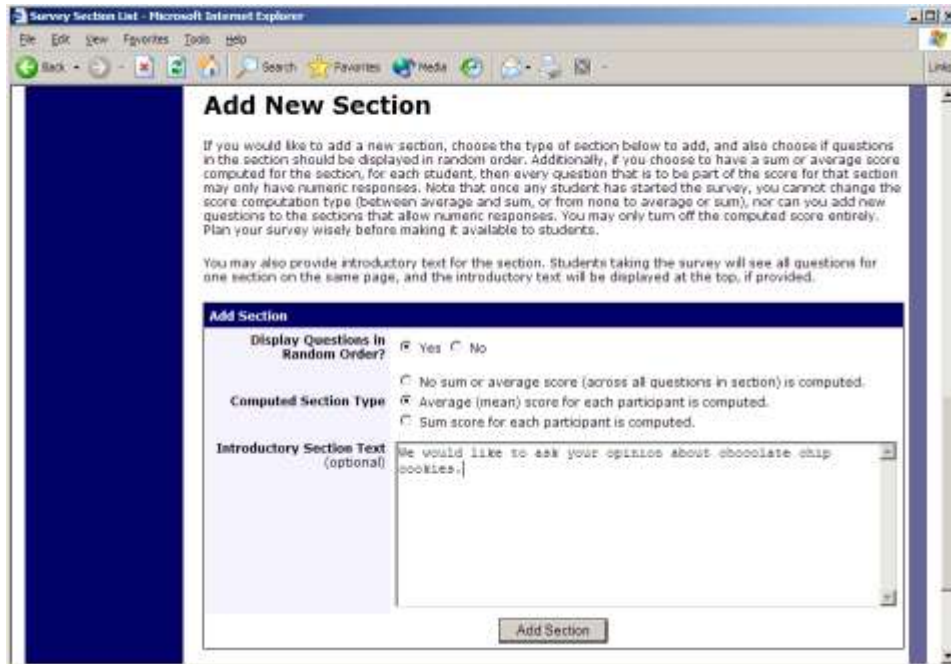 Survey Section List - Microsoft Internet Explorer
File Edit View Favorites Tools Help
Back Search Favorites Media
Links
Add New Section
If you would like to add a new section, choose the type of section below to add, and also choose if questions
in the section should be displayed in random order. Additionally, if you choose to have a sum or average score
computed for the section, for each student, then every question that is to be part of the score for that section
may only have numeric responses. Note that once any student has started the survey, you cannot change the
score computation type (between average and sum, or from none to average or sum), nor can you add new
questions to the sections that allow numeric responses. You may only turn off the computed score entirely.
Plan your survey wisely before making it available to students.
You may also provide introductory text for the section. Students taking the survey will see all questions for
one section on the same page, and the introductory text will be displayed at the top, if provided.
Add Section
Display Questions in
Random Order? Yes No
No sum or average score (across all questions in section) is computed.
Computed Section Type Average (mean) score for each participant is computed.
Sum score for each participant is computed.
Introductory Section Text We would like to ask your opinion about chocolate chip
(optional) cookies.
Add Section